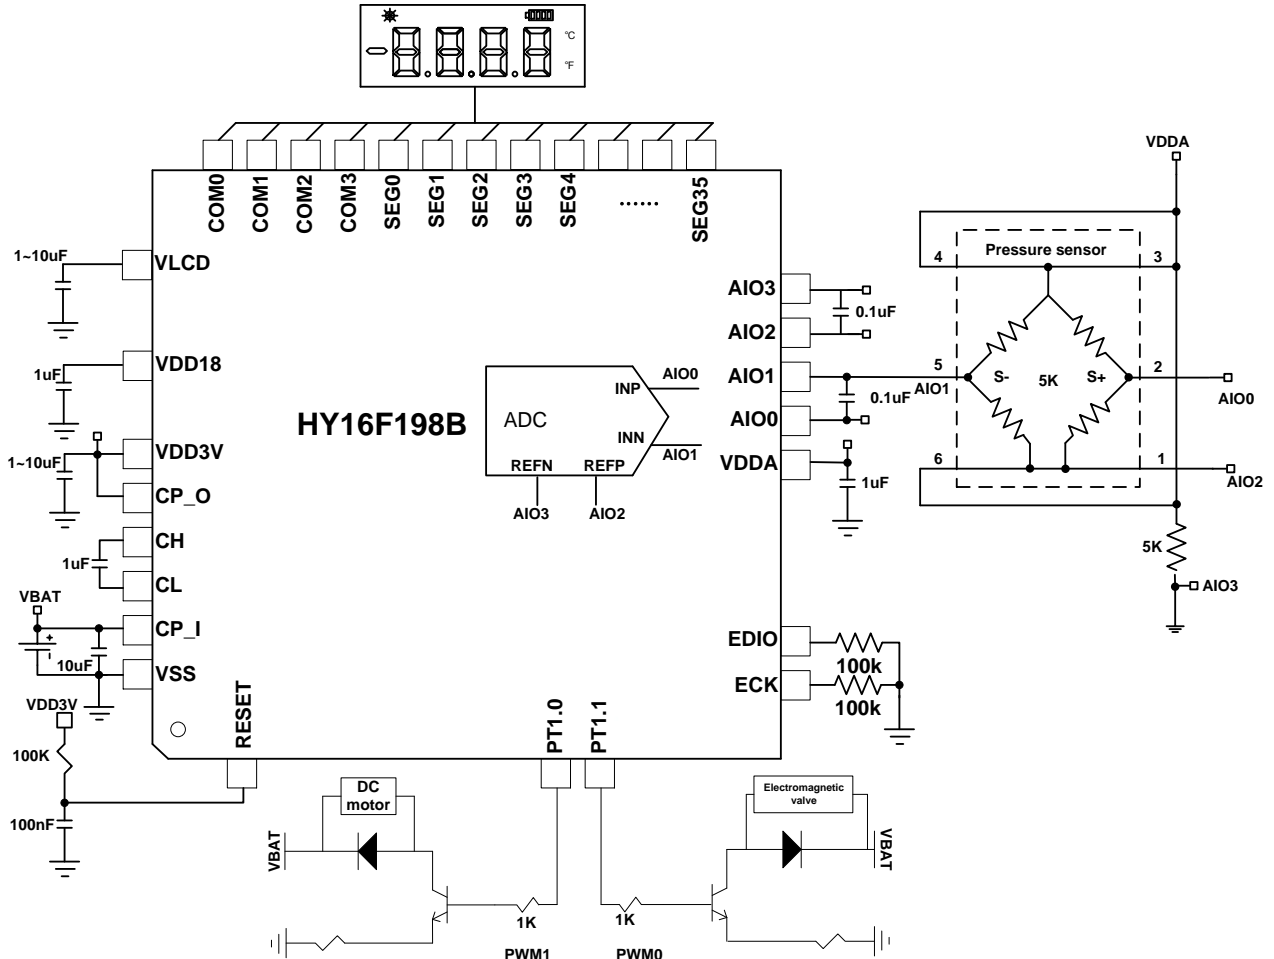 °C
°F
COM0
COM1
COM2
COM3
SEG0
SEG1
SEG2
SEG3
SEG4
......
SEG35
1~10uF
VLCD
1uF
VDD18
1~10uF
VDD3V
CP_O
CH
1uF
CL
VBAT
+
-
CP_I
10uF
VSS
VDD3V
100K
100nF
RESET
HY16F198B
ADC
INP
AIO0
INN
AIO1
REFN
REFP
AIO3
AIO2
AIO3
0.1uF
AIO2
AIO1
0.1uF
AIO0
VDDA
1uF
EDIO
100k
ECK
100k
PT1.0
PT1.1
VDDA
Pressure sensor
4
3
5
AIO1
S-
5K
S+
2
AIO0
6
1
AIO2
5K
AIO3
DC
motor
VBAT
1K
PWM1
Electromagnetic
valve
VBAT
1K
PWM0